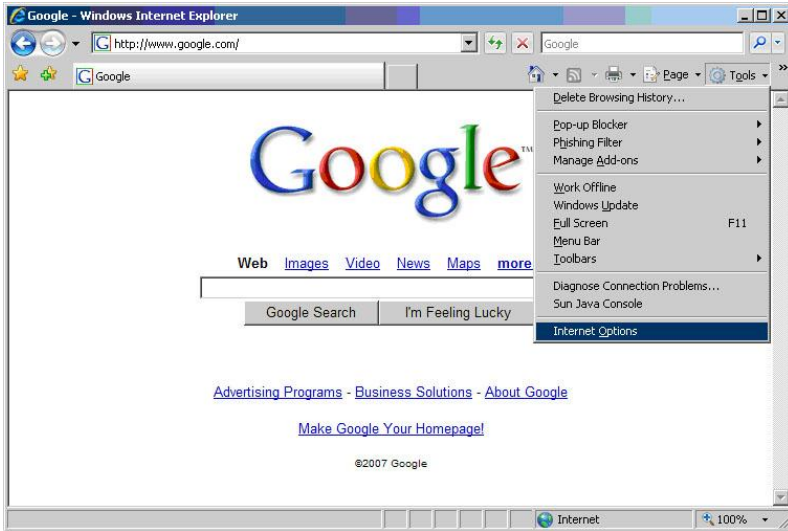 Google - Windows Internet Explorer
http://www.google.com/
Google
Google
Page
Tools
»
Delete Browsing History...
Pop-up Blocker
Phishing Filter
Manage Add-ons
Work Offline
Windows Update
Full Screen F11
Menu Bar
Toolbars
Diagnose Connection Problems...
Sun Java Console
Internet Options
Google™
Web Images Video News Maps more
Google Search I'm Feeling Lucky
Advertising Programs - Business Solutions - About Google
Make Google Your Homepage!
©2007 Google
Internet 100%